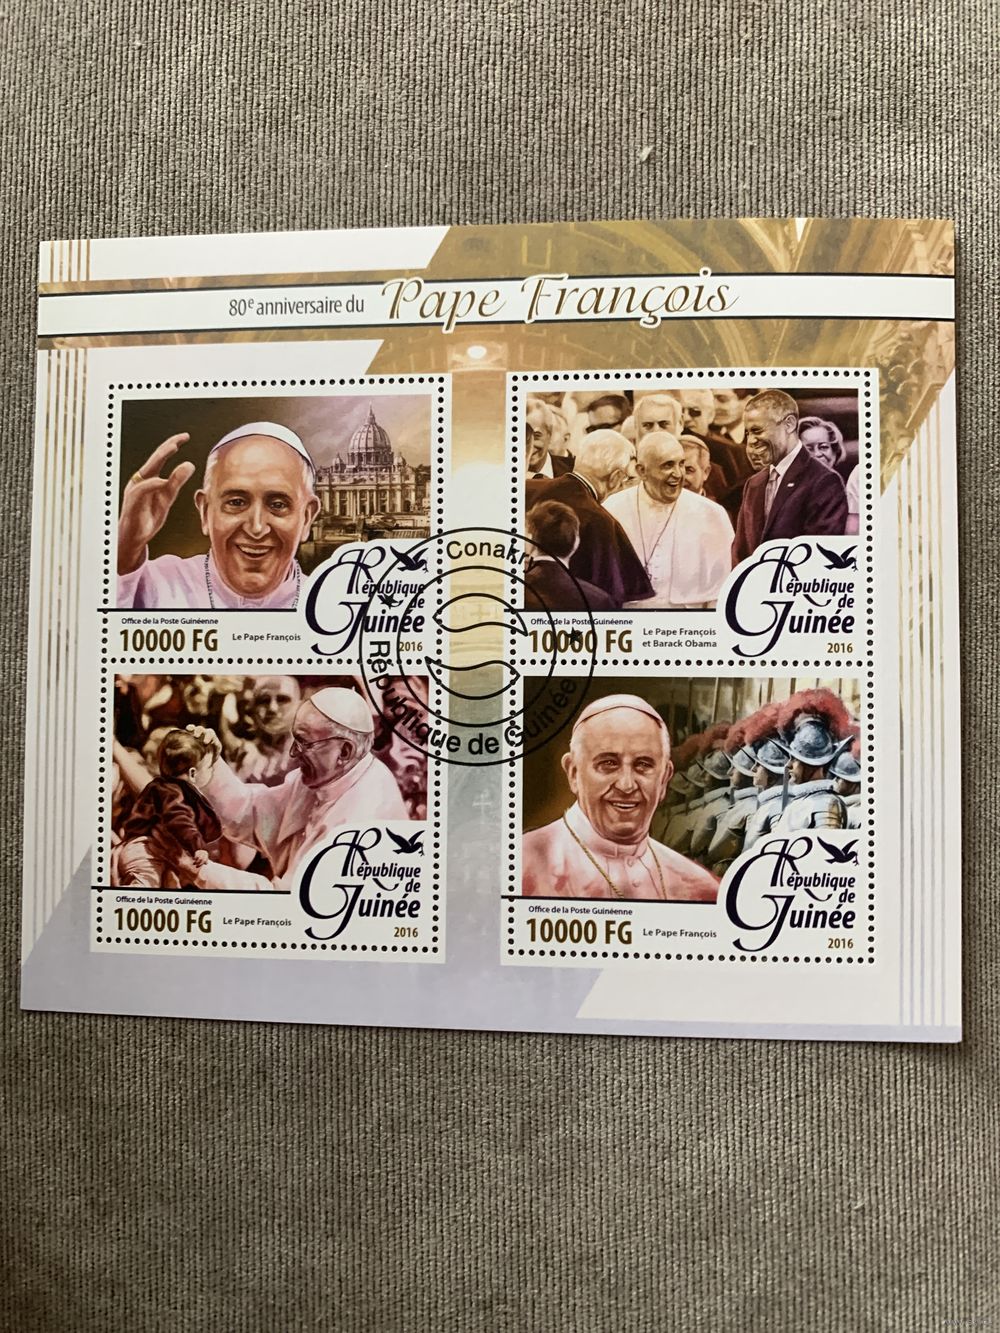 80e anniversaire du Pape François
République
de
Guinée
Office de la Poste Guinéenne
10000 FG
Le Pape François
2016
République
de
Guinée
Office de la Poste Guinéenne
10000 FG
Le Pape François
et Barack Obama
2016
Conakry
République de Guinée
République
de
Guinée
Office de la Poste Guinéenne
10000 FG
Le Pape François
2016
République
de
Guinée
Office de la Poste Guinéenne
10000 FG
Le Pape François
2016